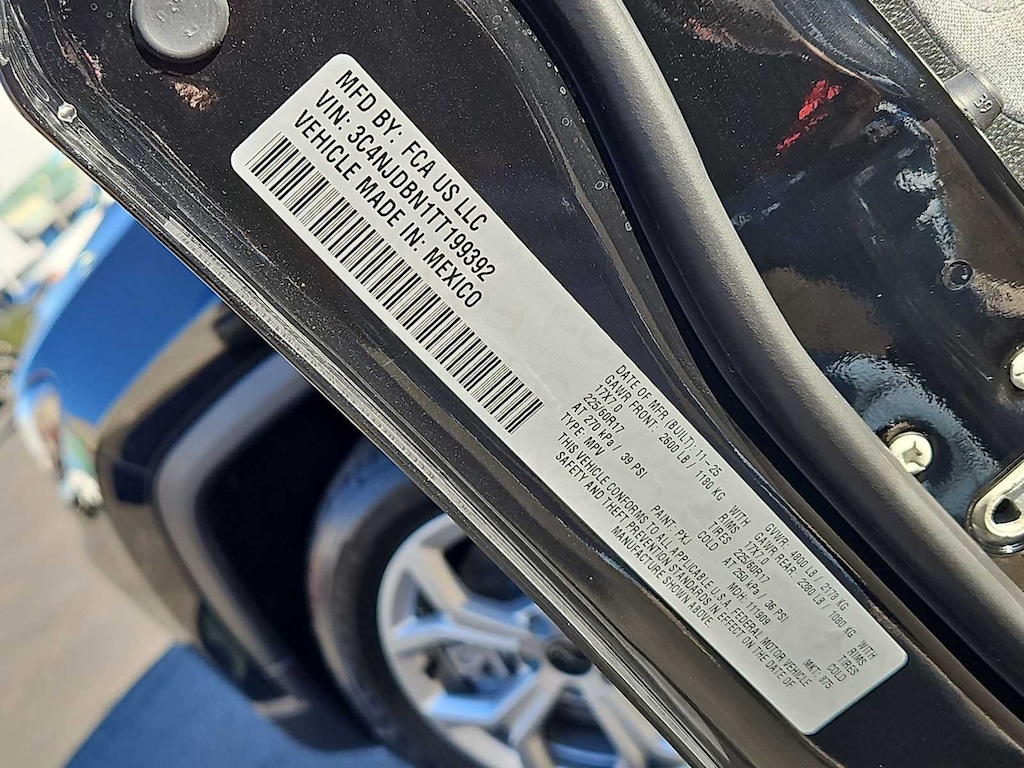 MFD BY: FCA US LLC
VIN: 3C4NJDBN1TT199392
VEHICLE MADE IN: MEXICO
DATE OF MFR (BUILT): 11-25 GVWR: 4800 LB / 2178 KG
GAWR FRONT: 2600 LB / 1180 KG WITH GAWR REAR: 2380 LB / 1080 KG WITH
17X7.0 RIMS 17X7.0 RIMS
225/60R17 TIRES 225/60R17 TIRES
AT 270 KPa / 39 PSI COLD AT 250 KPa / 36 PSI COLD
TYPE: MPV PAINT: PXJ MDH: 111909 MKT: 875
THIS VEHICLE CONFORMS TO ALL APPLICABLE U.S.A. FEDERAL MOTOR VEHICLE
SAFETY AND THEFT PREVENTION STANDARDS IN EFFECT ON THE DATE OF
MANUFACTURE SHOWN ABOVE.